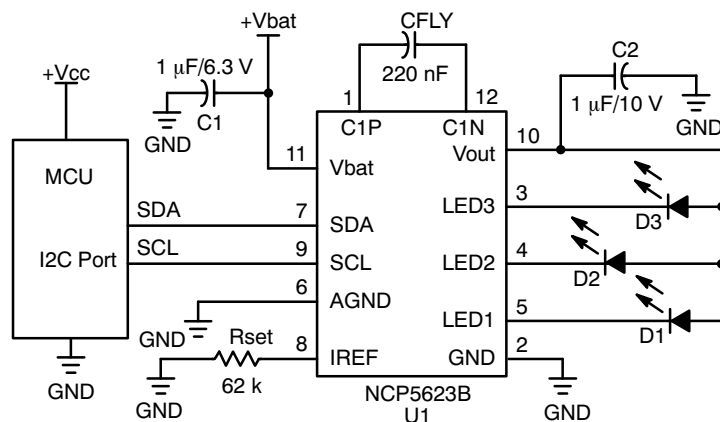 +Vbat
CFLY
220 nF
1 µF/6.3 V
C1
GND
+Vcc
MCU
I2C Port
GND
SDA
SCL
1
12
C1P
C1N
11
Vbat
7
SDA
9
SCL
6
AGND
GND
8
IREF
Rset
62 k
GND
10
Vout
3
LED3
4
LED2
5
LED1
2
GND
GND
NCP5623B
U1
C2
1 µF/10 V
GND
D3
D2
D1